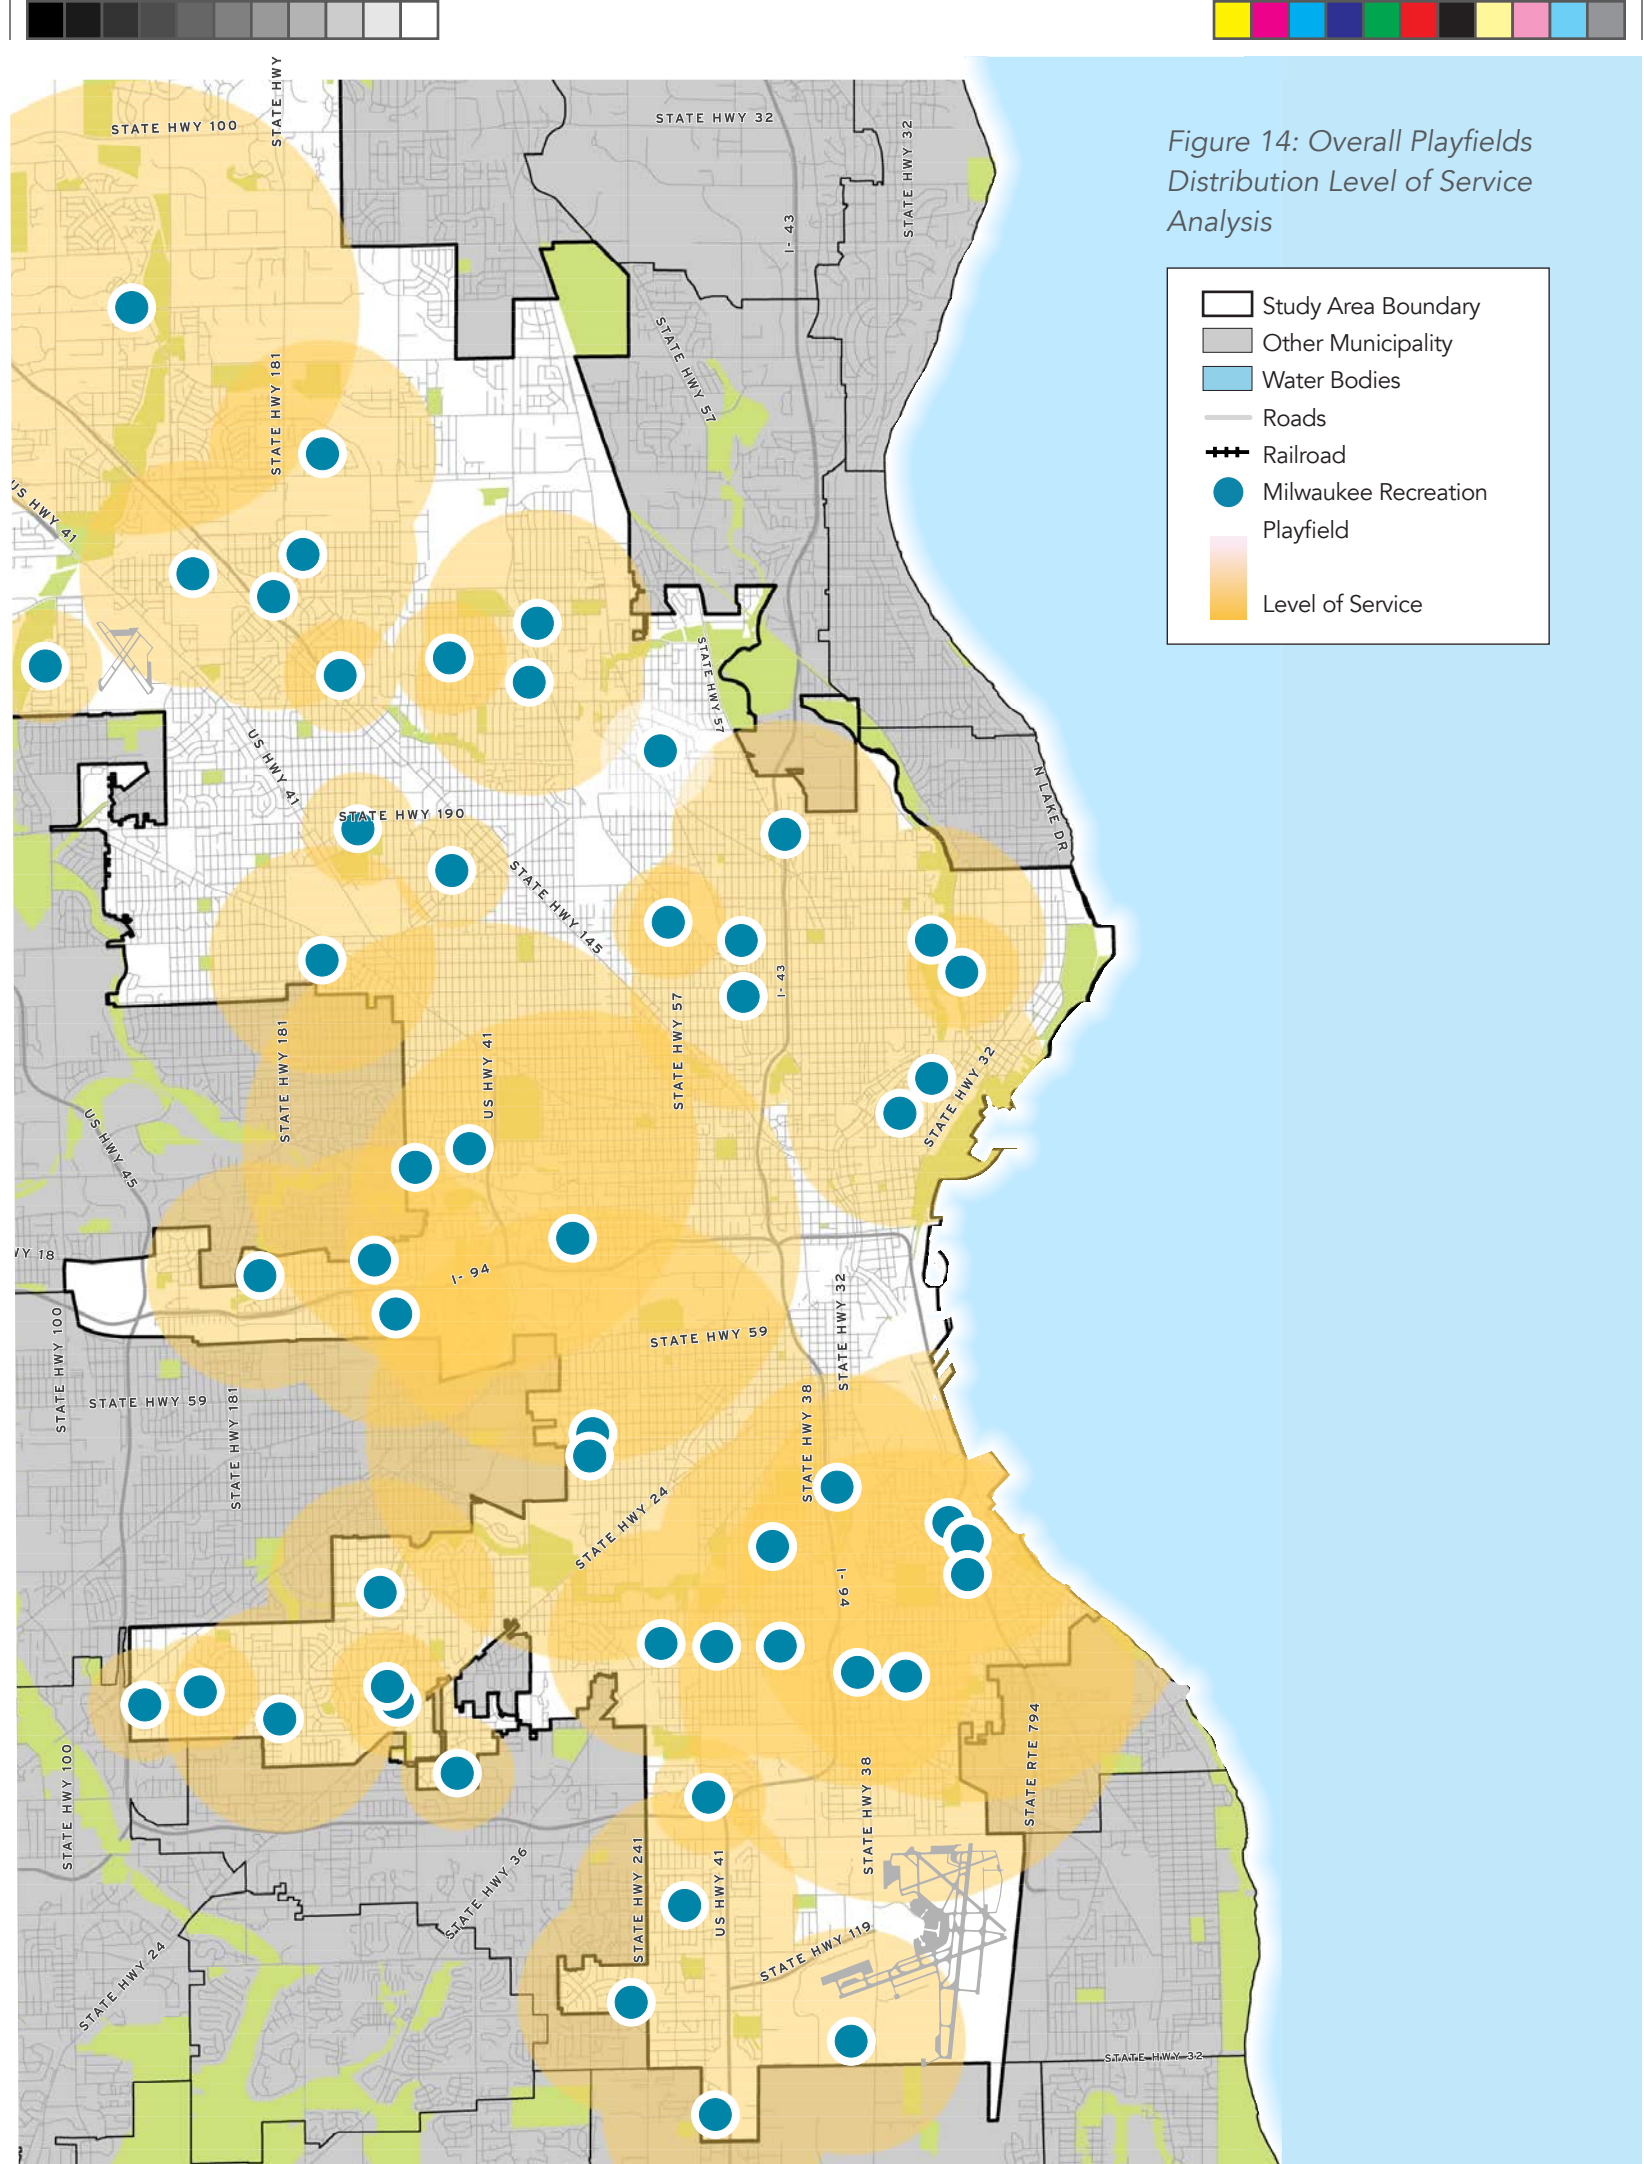 STATE HWY
STATE HWY 100
STATE HWY 32
STATE HWY 32
Figure 14: Overall Playfields
Distribution Level of Service
Analysis
I- 43
Study Area Boundary
Other Municipality
Water Bodies
Roads
Railroad
Milwaukee Recreation
Playfield
Level of Service
STATE HWY 57
STATE HWY 181
US HWY 41
STATE HWY 57
US HWY 41
STATE HWY 190
N LAKE DR
STATE HWY 145
I- 43
STATE HWY 57
STATE HWY 181
US HWY 41
STATE HWY 32
US HWY 45
WY 18
I- 94
STATE HWY 32
STATE HWY 59
STATE HWY 100
STATE HWY 59
STATE HWY 181
STATE HWY 38
STATE HWY 24
I- 94
STATE RTE 794
STATE HWY 100
STATE HWY 38
STATE HWY 241
US HWY 41
STATE HWY 36
STATE HWY 119
STATE HWY 24
STATE HWY 32